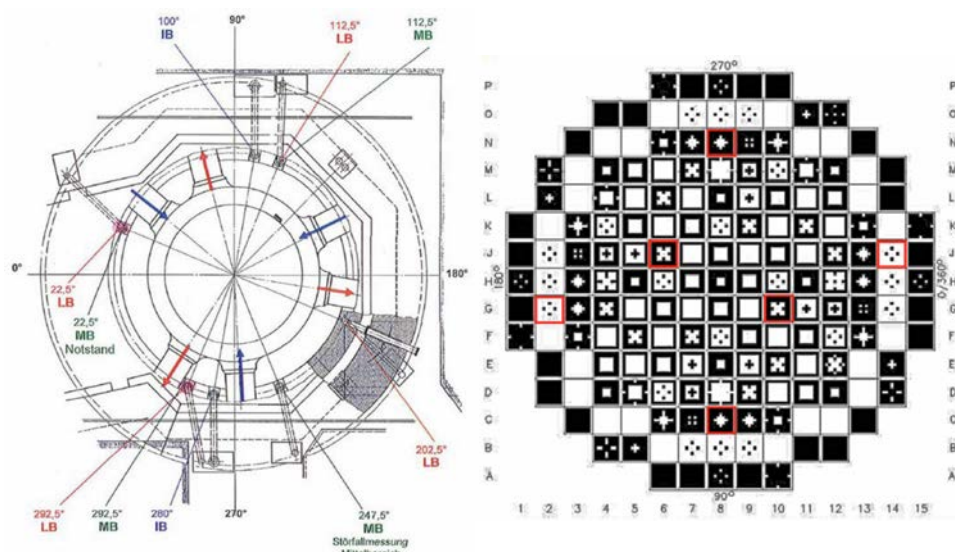 90°
100°
IB
112,5°
LB
112,5°
MB
0°
180°
22,5°
LB
22,5°
MB
Notstand
202,5°
LB
292,5°
LB
292,5°
MB
280°
IB
270°
247,5°
MB
Störfallmessung
270°
P
O
N
M
L
K
J
H
G
F
E
D
C
B
A
180°
0/360°
P
O
N
M
L
K
J
H
G
F
E
D
C
B
A
90°
1 2 3 4 5 6 7 8 9 10 11 12 13 14 15